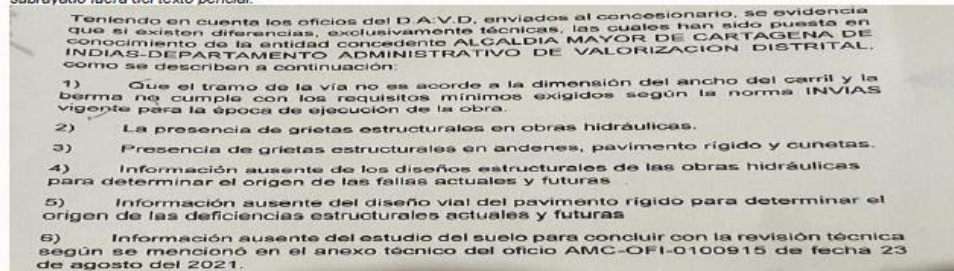 subrayado fuera del texto pericial.
Teniendo en cuenta los oficios del D.A.V.D, enviados al concesionario, se evidencia
que si existen diferencias, exclusivamente técnicas, las cuales han sido puesta en
conocimiento de la entidad concedente ALCALDIA MAYOR DE CARTAGENA DE
INDIAS-DEPARTAMENTO ADMINISTRATIVO DE VALORIZACION DISTRITAL,
como se describen a continuación:
1) Que el tramo de la vía no es acorde a la dimensión del ancho del carril y la
berma no cumple con los requisitos mínimos exigidos según la norma INVIAS
vigente para la época de ejecución de la obra.
2) La presencia de grietas estructurales en obras hidráulicas.
3) Presencia de grietas estructurales en andenes, pavimento rígido y cunetas.
4) Información ausente de los diseños estructurales de las obras hidráulicas
para determinar el origen de las fallas actuales y futuras
5) Información ausente del diseño vial del pavimento rígido para determinar el
origen de las deficiencias estructurales actuales y futuras
6) Información ausente del estudio del suelo para concluir con la revisión técnica
según se mencionó en el anexo técnico del oficio AMC-OFI-0100915 de fecha 23
de agosto del 2021.